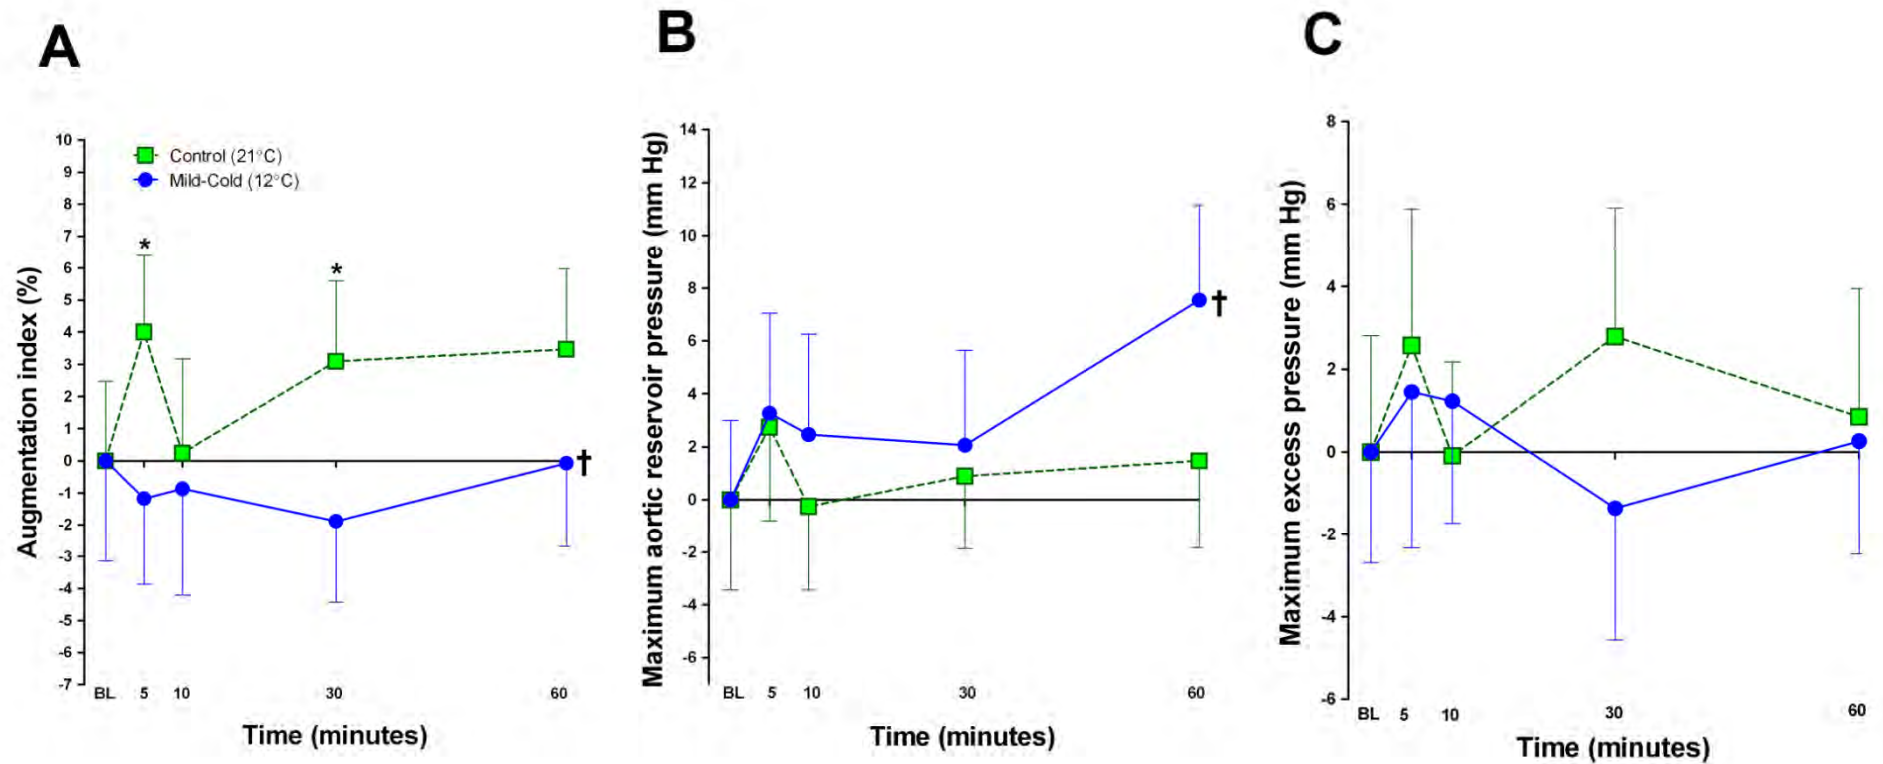 A
Augmentation index (%)
10
9
8
7
6
5
4
3
2
1
0
-1
-2
-3
-4
-5
-6
-7
Control (21°C)
Mild-Cold (12°C)
*
*
†
BL 5 10 30 60
Time (minutes)
B
Maximum aortic reservoir pressure (mm Hg)
14
12
10
8
6
4
2
0
-2
-4
-6
†
BL 5 10 30 60
Time (minutes)
C
Maximum excess pressure (mm Hg)
8
6
4
2
0
-2
-4
-6
BL 5 10 30 60
Time (minutes)